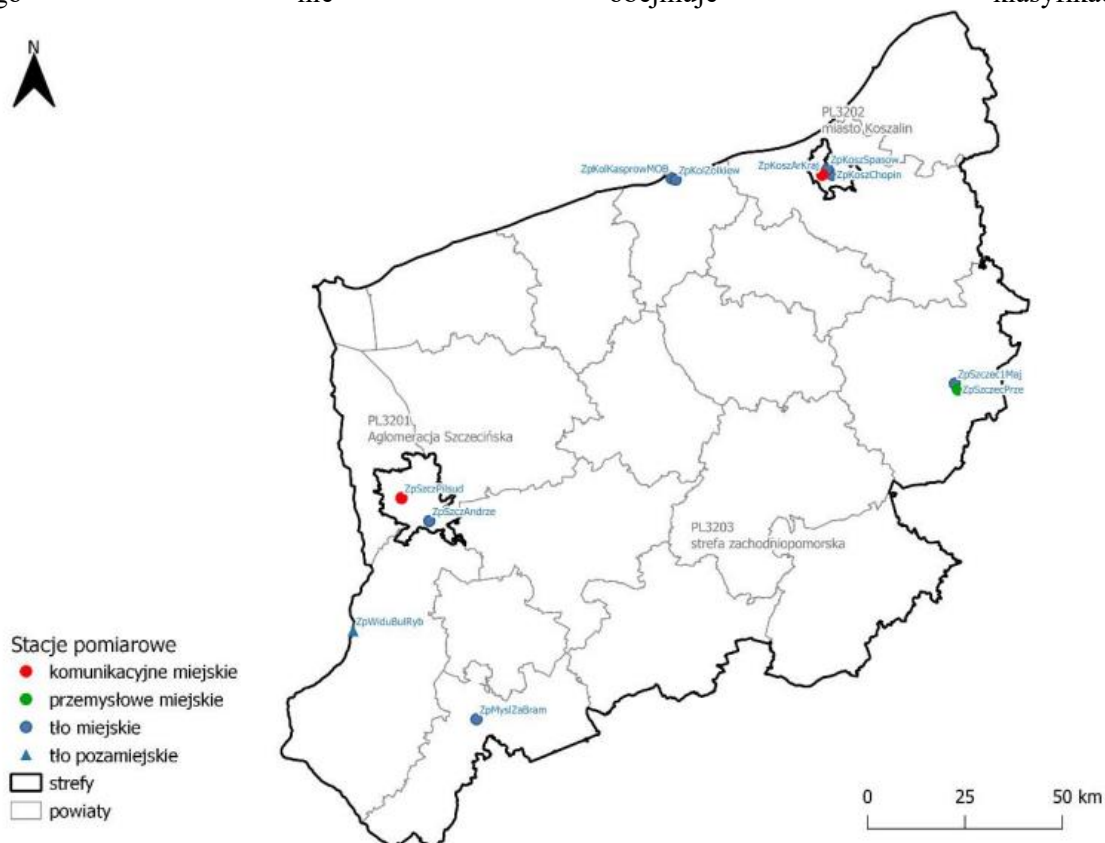 N
PL3202
miasto Koszalin
ZpKoszArKraj
ZpKoszSpasow
ZpKoszChopin
ZpKolKasprowMOB
ZpKolZolkiew
ZpSzczec1Maj
ZpSzczecPrze
PL3201
Aglomeracja Szczecińska
ZpSzczPilsud
ZpSzczAndrze
PL3203
strefa zachodniopomorska
ZpWiduBulRyb
ZpMyslZaBram
Stacje pomiarowe
komunikacyjne miejskie
przemysłowe miejskie
tło miejskie
tło pozamiejskie
strefy
powiaty
0 25 50 km